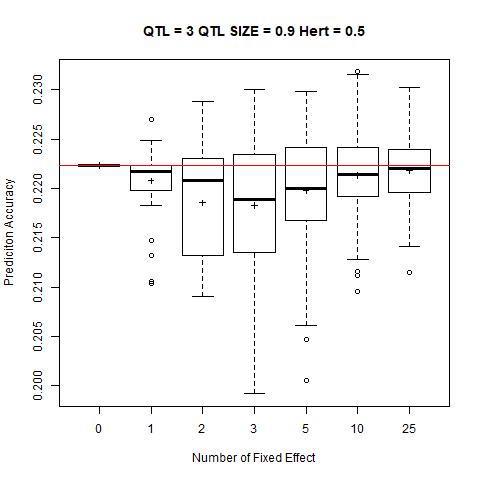 QTL = 3 QTL SIZE = 0.9 Hert = 0.5
Prediciton Accuracy
0.230
0.225
0.220
0.215
0.210
0.205
0.200
0 1 2 3 5 10 25
Number of Fixed Effect